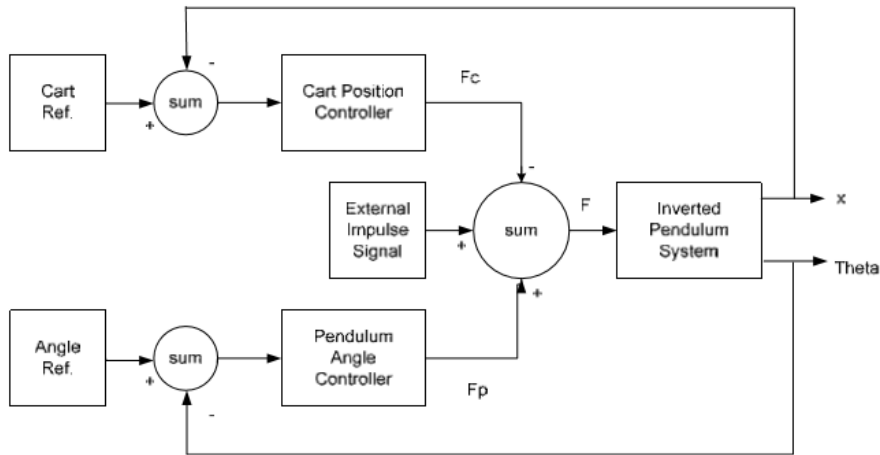 -
Cart
Ref.
sum
+
Cart Position
Controller
Fc
-
External
Impulse
Signal
+
sum
+
F
Inverted
Pendulum
System
x
Theta
Angle
Ref.
+
sum
-
Pendulum
Angle
Controller
Fp